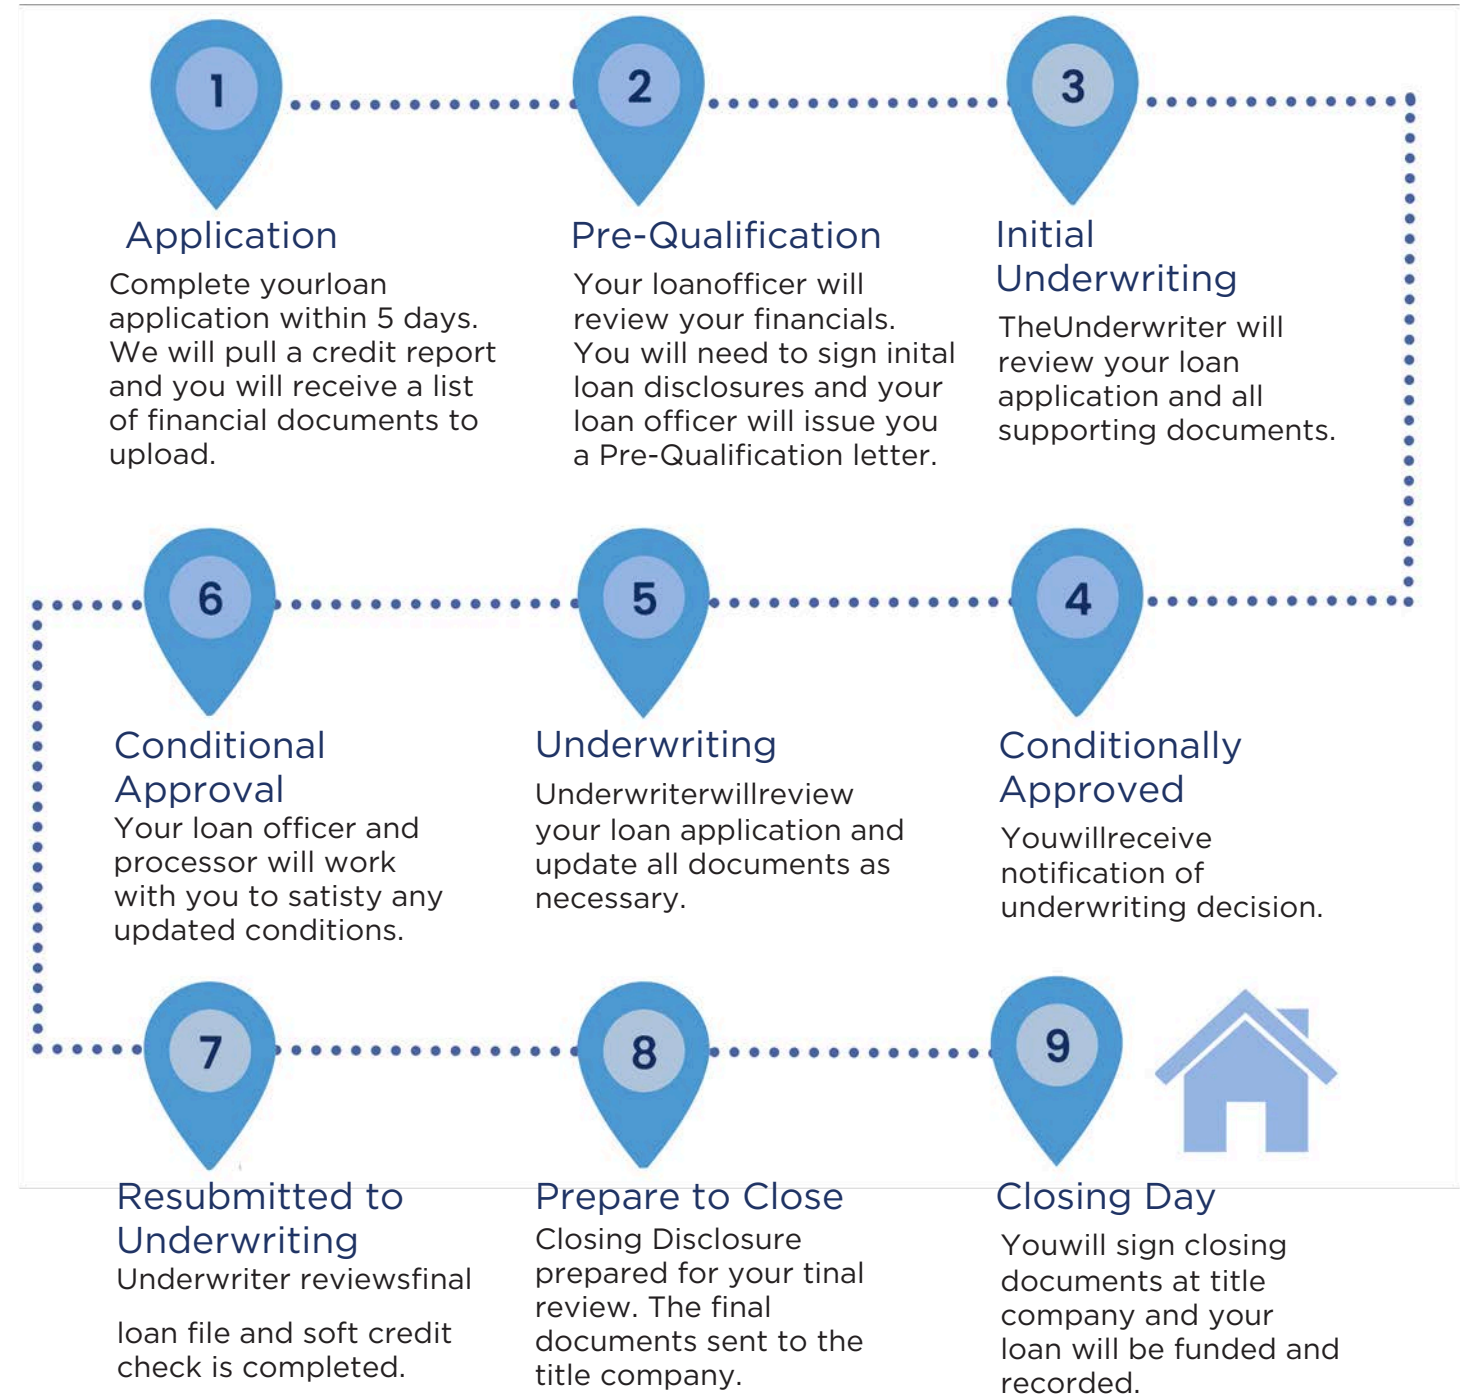 1
Application
Complete yourloan
application within 5 days.
We will pull a credit report
and you will receive a list
of financial documents to
upload.
2
Pre-Qualification
Your loanofficer will
review your financials.
You will need to sign inital
loan disclosures and your
loan officer will issue you
a Pre-Qualification letter.
3
Initial
Underwriting
TheUnderwriter will
review your loan
application and all
supporting documents.
4
Conditionally
Approved
Youwillreceive
notification of
underwriting decision.
5
Underwriting
Underwriterwillreview
your loan application and
update all documents as
necessary.
6
Conditional
Approval
Your loan officer and
processor will work
with you to satisty any
updated conditions.
7
Resubmitted to
Underwriting
Underwriter reviewsfinal
loan file and soft credit
check is completed.
8
Prepare to Close
Closing Disclosure
prepared for your tinal
review. The final
documents sent to the
title company.
9
Closing Day
Youwill sign closing
documents at title
company and your
loan will be funded and
recorded.